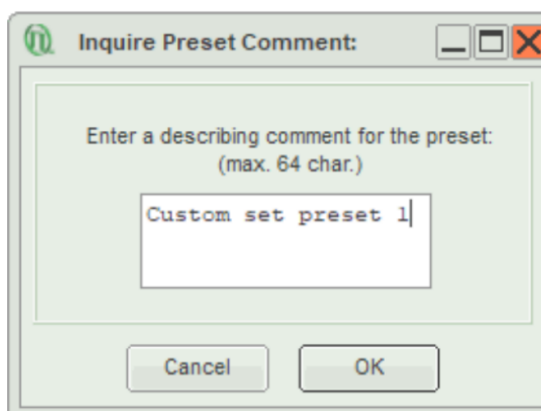 Inquire Preset Comment:
Enter a describing comment for the preset:
(max. 64 char.)
Custom set preset 1
Cancel
OK